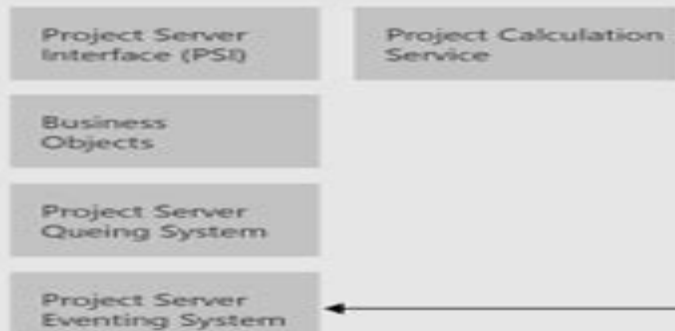 Project Server
Interface (PSI)
Project Calculation
Service
Business
Objects
Project Server
Queing System
Project Server
Eventing System